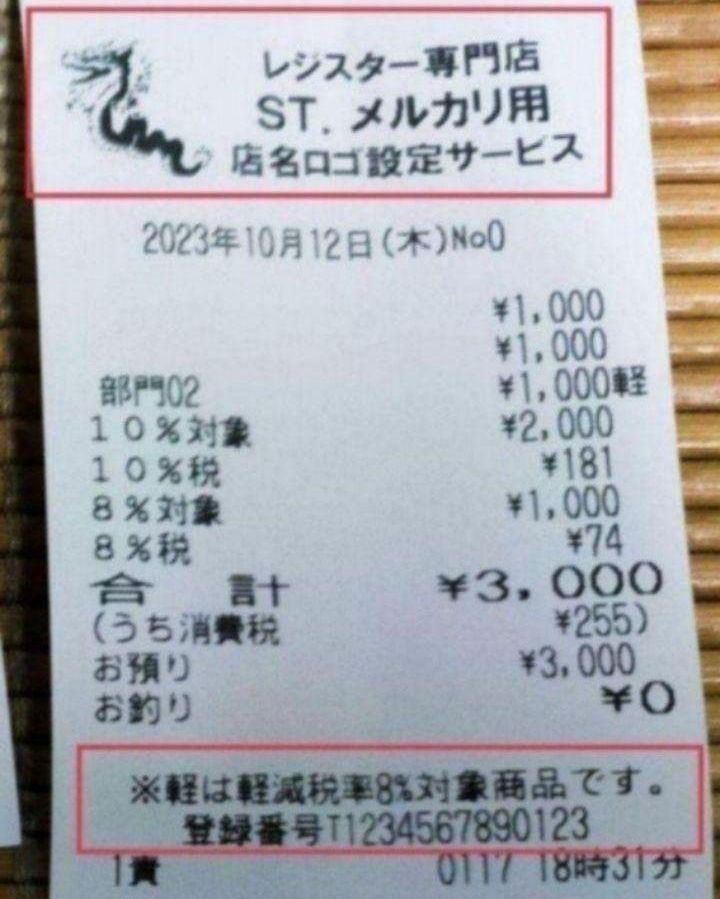 レジスター専門店
ST. メルカリ用
店名ロゴ設定サービス
2023年10月12日(木)No0
¥1,000
¥1,000
部門02 ¥1,000軽
10%対象 ¥2,000
10%税 ¥181
8%対象 ¥1,000
8%税 ¥74
合計 ¥3,000
(うち消費税 ¥255)
お預り ¥3,000
お釣り ¥0
※軽は軽減税率8%対象商品です。
登録番号T1234567890123
1責 0117 18時31分